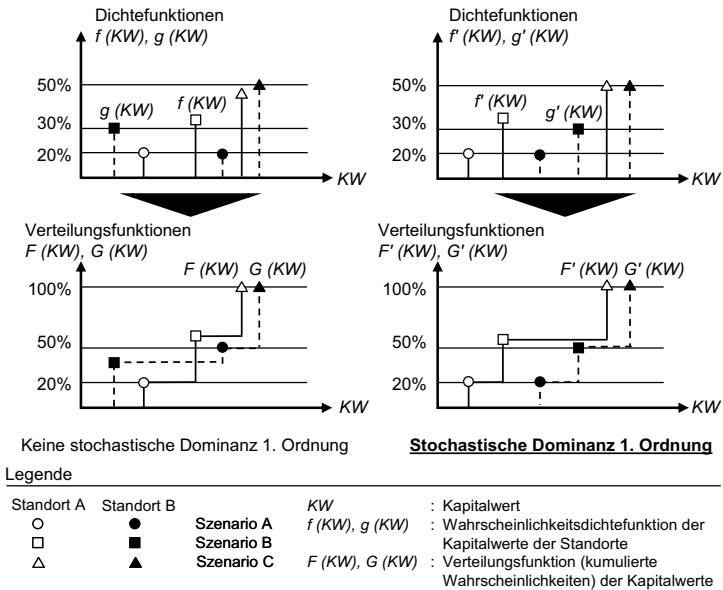 Dichtefunktionen
f (KW), g (KW)
50%
30%
20%
g (KW)
f (KW)
KW
Dichtefunktionen
f' (KW), g' (KW)
50%
30%
20%
f' (KW)
g' (KW)
KW
Verteilungsfunktionen
F (KW), G (KW)
F (KW) G (KW)
100%
50%
20%
KW
Keine stochastische Dominanz 1. Ordnung
Verteilungsfunktionen
F' (KW), G' (KW)
F' (KW) G' (KW)
100%
50%
20%
KW
Stochastische Dominanz 1. Ordnung
Legende
Standort A Standort B
Szenario A
Szenario B
Szenario C
KW : Kapitalwert
f (KW), g (KW) : Wahrscheinlichkeitsdichtefunktion der
Kapitalwerte der Standorte
F (KW), G (KW) : Verteilungsfunktion (kumulierte
Wahrscheinlichkeiten) der Kapitalwerte